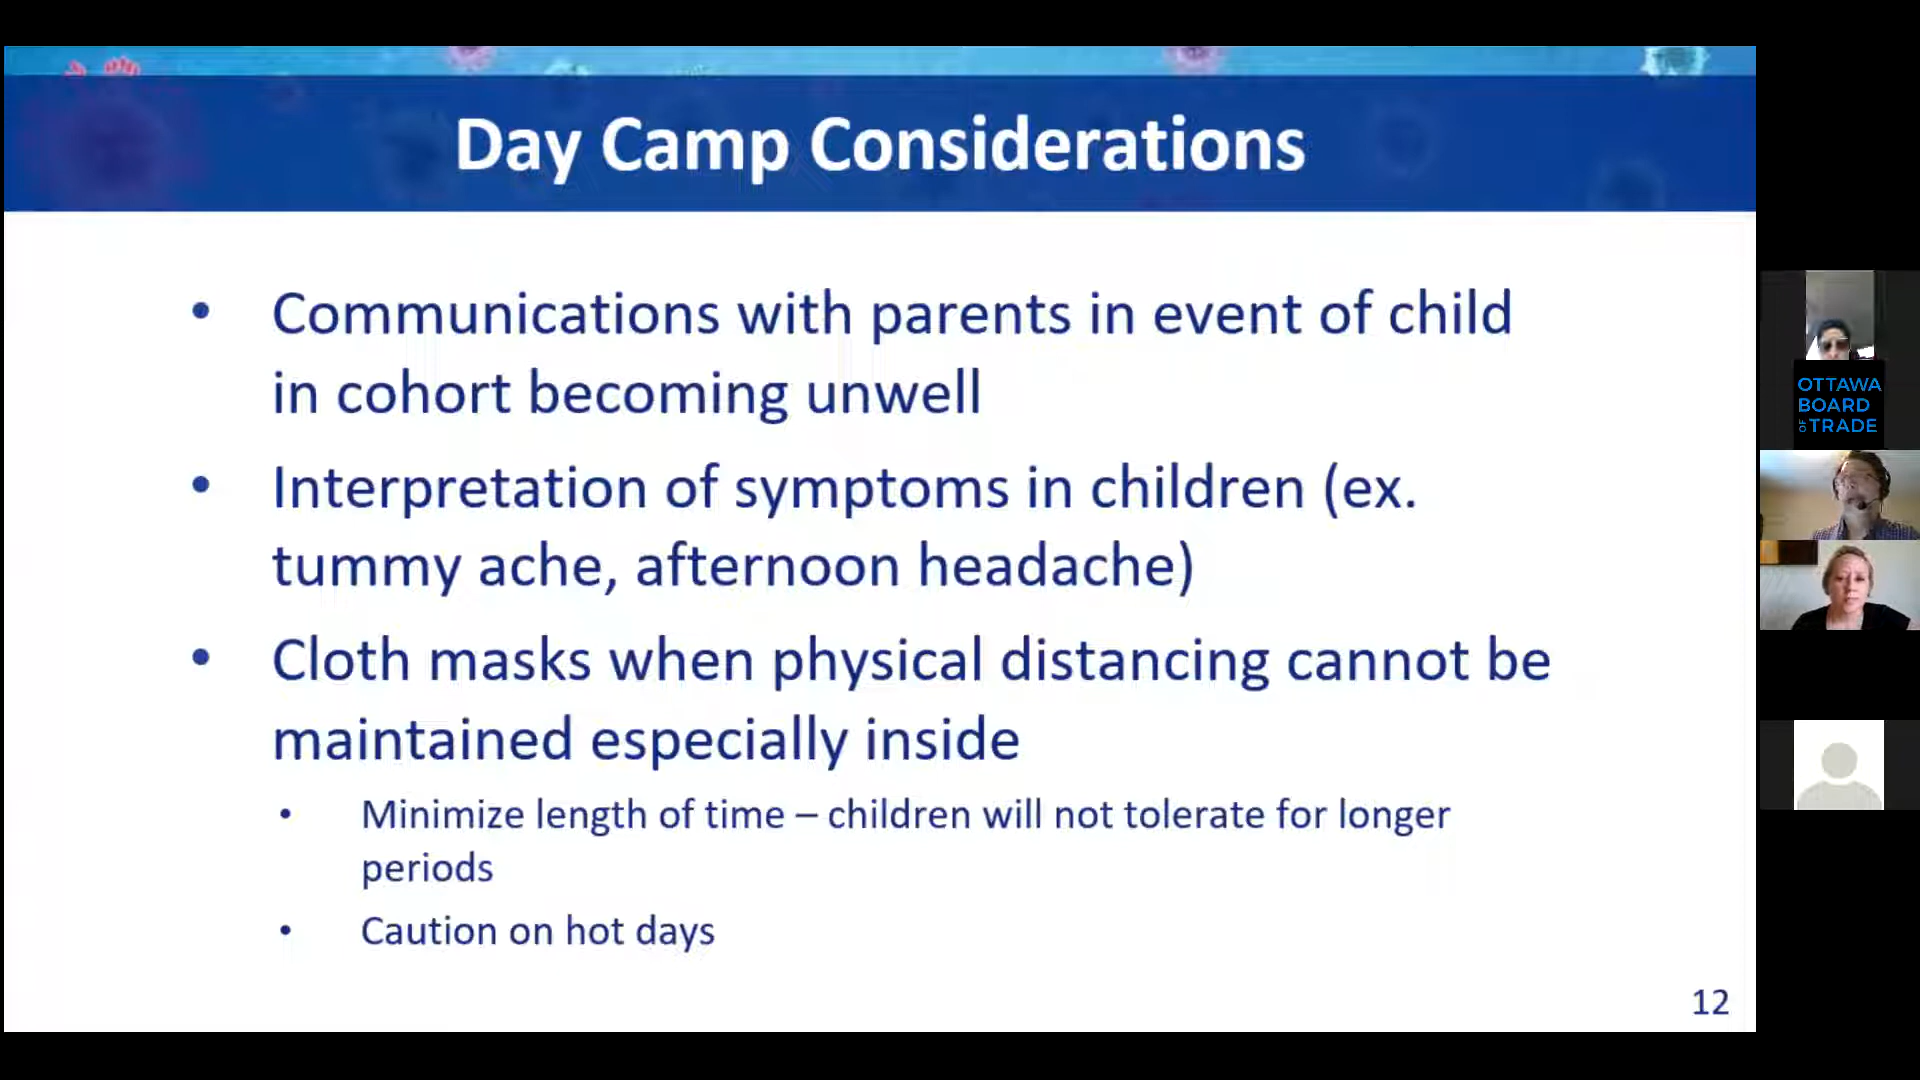 Day Camp Considerations
• Communications with parents in event of child
in cohort becoming unwell
• Interpretation of symptoms in children (ex.
tummy ache, afternoon headache)
• Cloth masks when physical distancing cannot be
maintained especially inside
• Minimize length of time – children will not tolerate for longer
periods
• Caution on hot days
12
OTTAWA
BOARD
OF TRADE